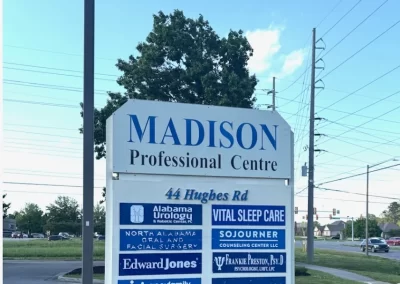 MADISON
Professional Centre
44 Hughes Rd
Alabama
Urology
VITAL SLEEP CARE
NORTH ALABAMA
ORAL AND
FACIAL SURGERY
SOJOURNER
COUNSELING CENTER LLC
Edward Jones
FRANKIE PRESTON, PSY.D